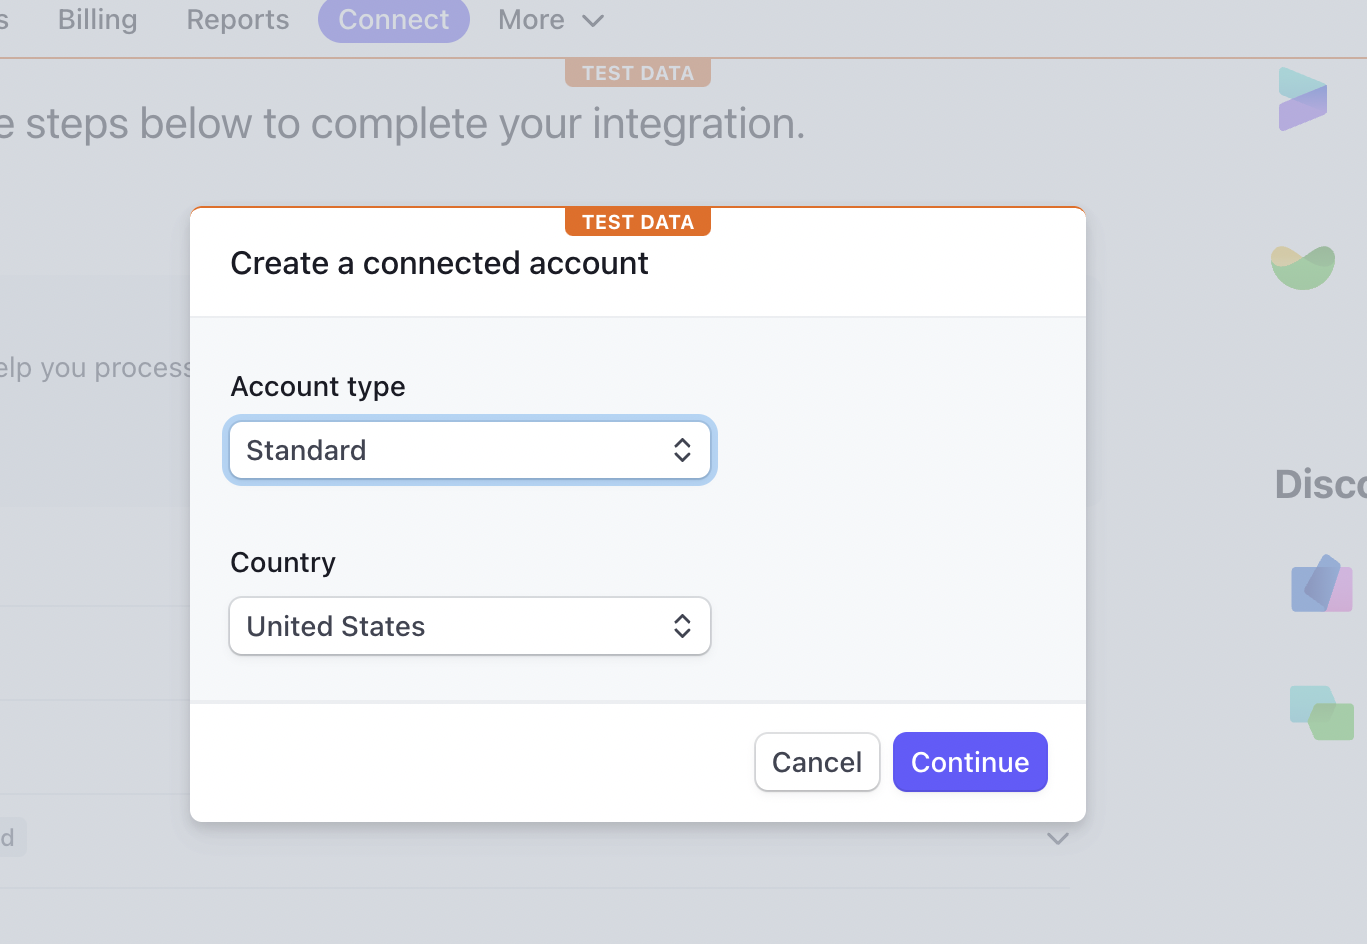 Billing
Reports
Connect
More
TEST DATA
e steps below to complete your integration.
TEST DATA
Create a connected account
elp you process
Account type
Standard
Country
United States
Cancel
Continue
Disco
d